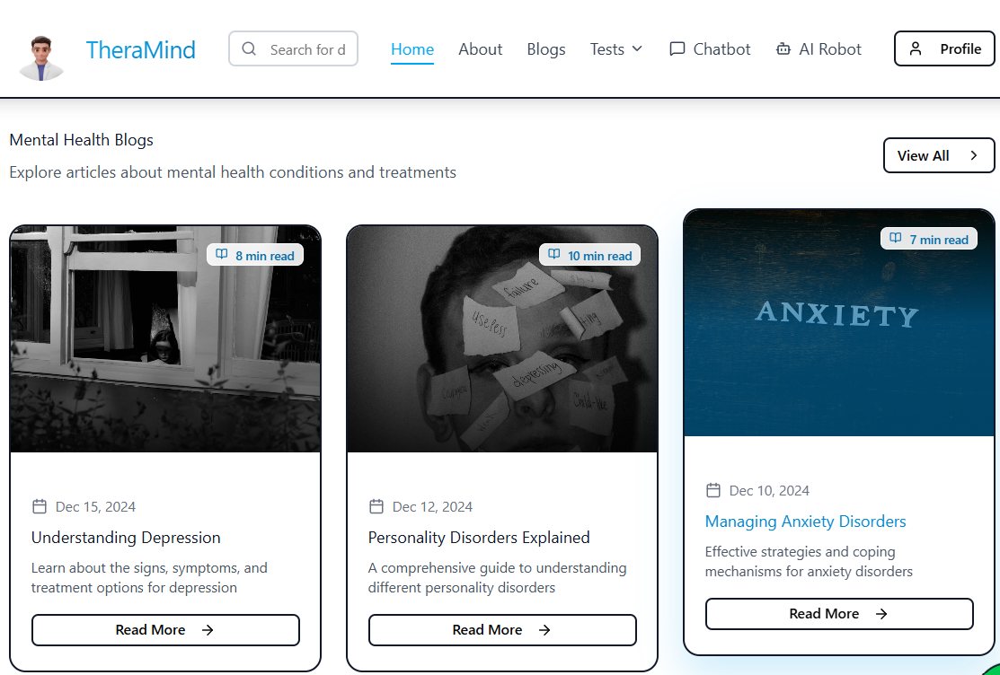 TheraMind
Search for d
Home
About
Blogs
Tests
Chatbot
AI Robot
Profile
Mental Health Blogs
Explore articles about mental health conditions and treatments
View All
8 min read
10 min read
failure
useless
depressing
Child-like
7 min read
ANXIETY
Dec 15, 2024
Understanding Depression
Learn about the signs, symptoms, and
treatment options for depression
Read More
Dec 12, 2024
Personality Disorders Explained
A comprehensive guide to understanding
different personality disorders
Read More
Dec 10, 2024
Managing Anxiety Disorders
Effective strategies and coping
mechanisms for anxiety disorders
Read More